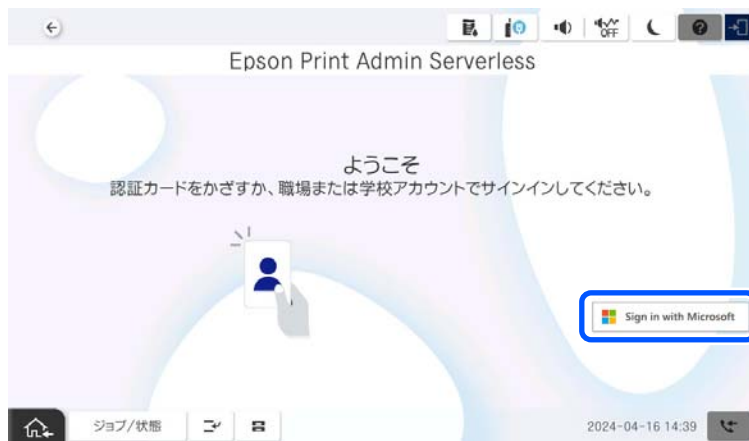 OFF
Epson Print Admin Serverless
ようこそ
認証カードをかざすか、職場または学校アカウントでサインインしてください。
Sign in with Microsoft
ジョブ/状態
2024-04-16 14:39